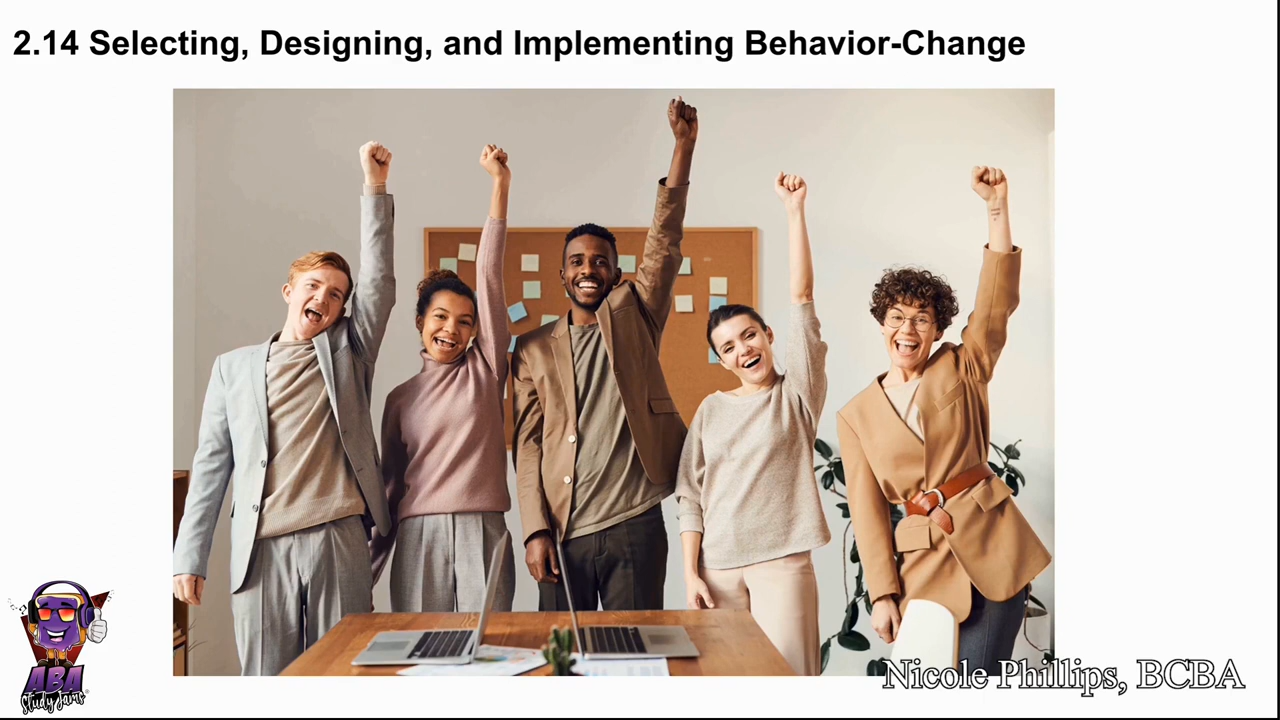 2.14 Selecting, Designing, and Implementing Behavior-Change
ABA
Study Jams
Nicole Phillips, BCBA